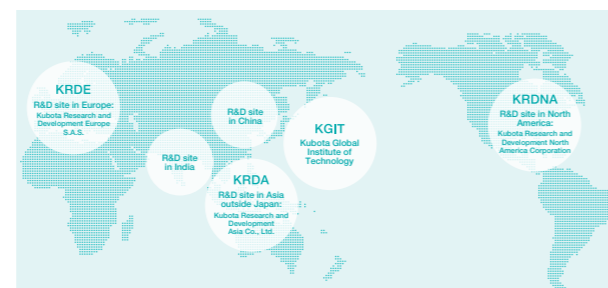 KRDE
R&D site in Europe:
Kubota Research and
Development Europe
S.A.S.
R&D site
in China
R&D site
in India
KGIT
Kubota Global
Institute of
Technology
KRDA
R&D site in Asia
outside Japan:
Kubota Research and
Development
Asia Co., Ltd.
KRDNA
R&D site in North
America:
Kubota Research and
Development North
America Corporation